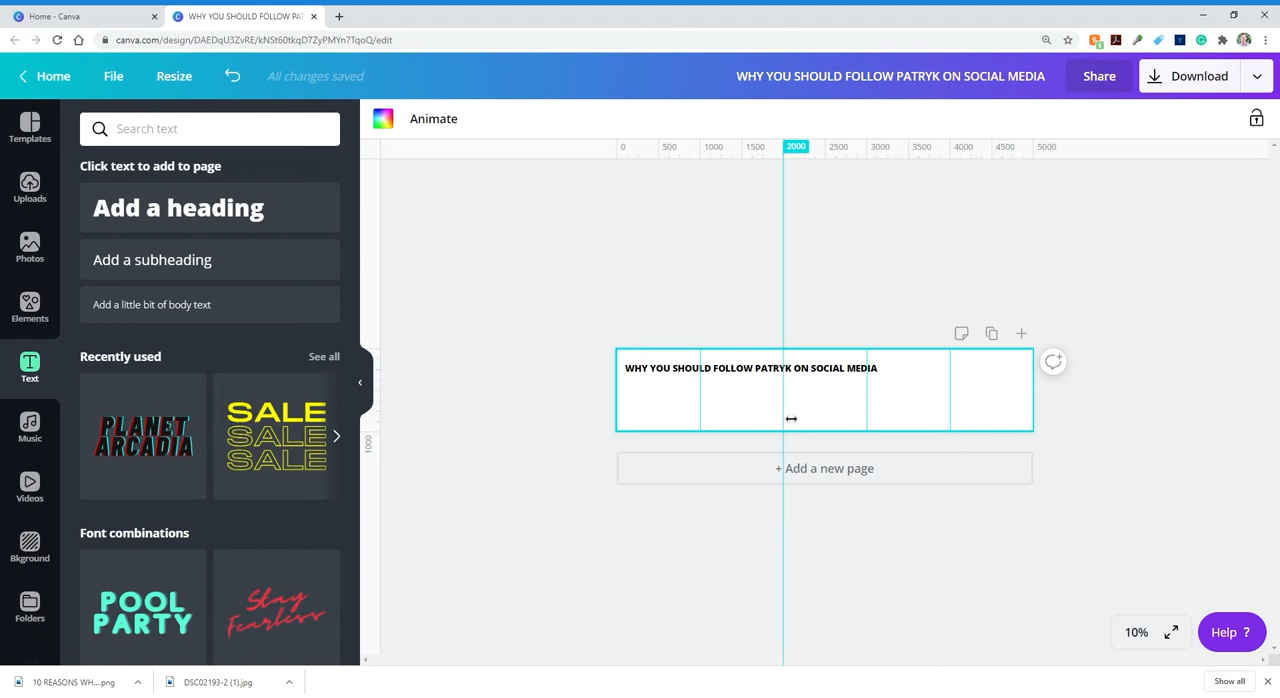 Home - Canva
WHY YOU SHOULD FOLLOW PAT
canva.com/design/DAEDqU3ZvRE/kNSt60tkqD7ZyPMYn7TqoQ/edit
Home
File
Resize
All changes saved
WHY YOU SHOULD FOLLOW PATRYK ON SOCIAL MEDIA
Share
Download
Templates
Uploads
Photos
Elements
Text
Music
Videos
Bkground
Folders
Search text
Click text to add to page
Add a heading
Add a subheading
Add a little bit of body text
Recently used
See all
PLANET
ARCADIA
SALE
SALE
SALE
Font combinations
POOL
PARTY
Stay
Fearless
Animate
0 500 1000 1500 2000 2500 3000 3500 4000 4500 5000
1000
WHY YOU SHOULD FOLLOW PATRYK ON SOCIAL MEDIA
+ Add a new page
10%
Help ?
10 REASONS WH....png
DSC02193-2 (1).jpg
Show all